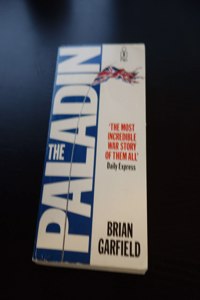 THE
PALADIN
'THE MOST
INCREDIBLE
WAR STORY
OF THEM ALL'
Daily Express
BRIAN
GARFIELD